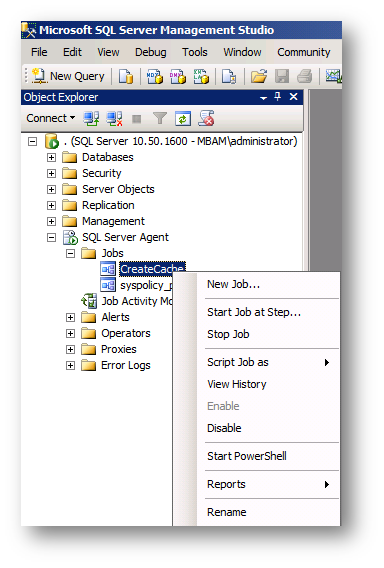 Microsoft SQL Server Management Studio
File Edit View Debug Tools Window Community
New Query
Object Explorer
Connect
. (SQL Server 10.50.1600 - MBAM\administrator)
Databases
Security
Server Objects
Replication
Management
SQL Server Agent
Jobs
CreateCache
syspolicy_p
Job Activity Mo
Alerts
Operators
Proxies
Error Logs
New Job...
Start Job at Step...
Stop Job
Script Job as
View History
Enable
Disable
Start PowerShell
Reports
Rename